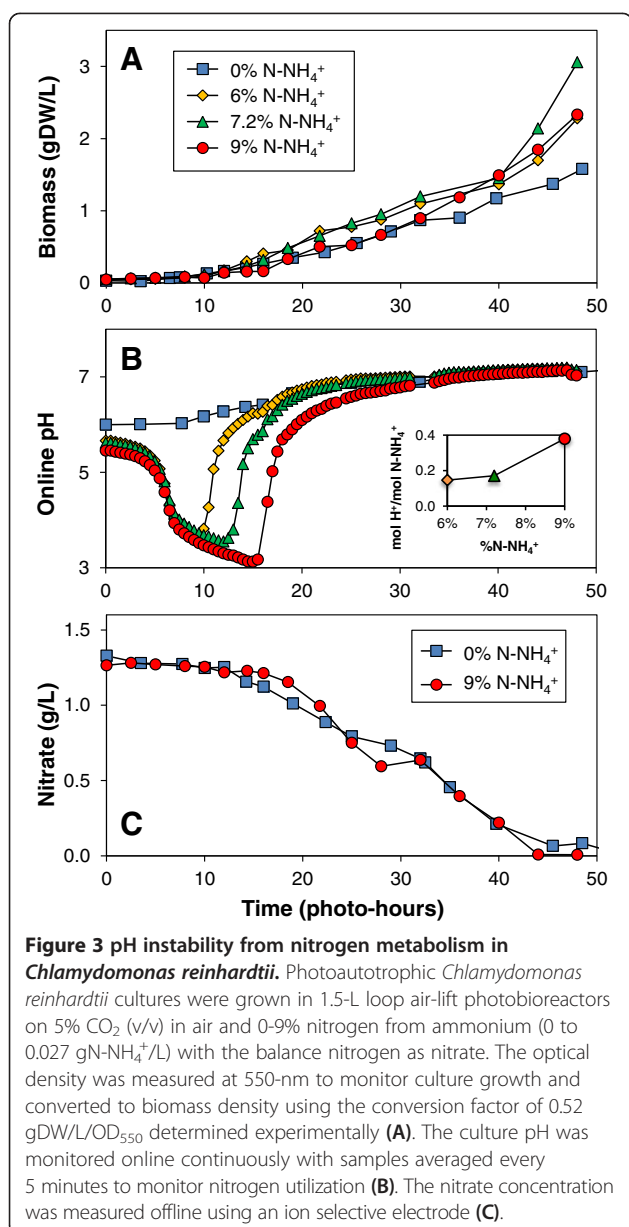 A
0% N-NH₄⁺
6% N-NH₄⁺
7.2% N-NH₄⁺
9% N-NH₄⁺
Biomass (gDW/L)
3
2
1
0
0 10 20 30 40 50
B
Online pH
7
5
3
mol H⁺/mol N-NH₄⁺
0.4
0.2
0.0
6% 7% 8% 9%
%N-NH₄⁺
0 10 20 30 40 50
0% N-NH₄⁺
9% N-NH₄⁺
Nitrate (g/L)
1.5
1.0
0.5
0.0
C
0 10 20 30 40 50
Time (photo-hours)
Figure 3 pH instability from nitrogen metabolism in
Chlamydomonas reinhardtii. Photoautotrophic Chlamydomonas
reinhardtii cultures were grown in 1.5-L loop air-lift photobioreactors
on 5% CO₂ (v/v) in air and 0-9% nitrogen from ammonium (0 to
0.027 gN-NH₄⁺/L) with the balance nitrogen as nitrate. The optical
density was measured at 550-nm to monitor culture growth and
converted to biomass density using the conversion factor of 0.52
gDW/L/OD₅₅₀ determined experimentally (A). The culture pH was
monitored online continuously with samples averaged every
5 minutes to monitor nitrogen utilization (B). The nitrate concentration
was measured offline using an ion selective electrode (C).